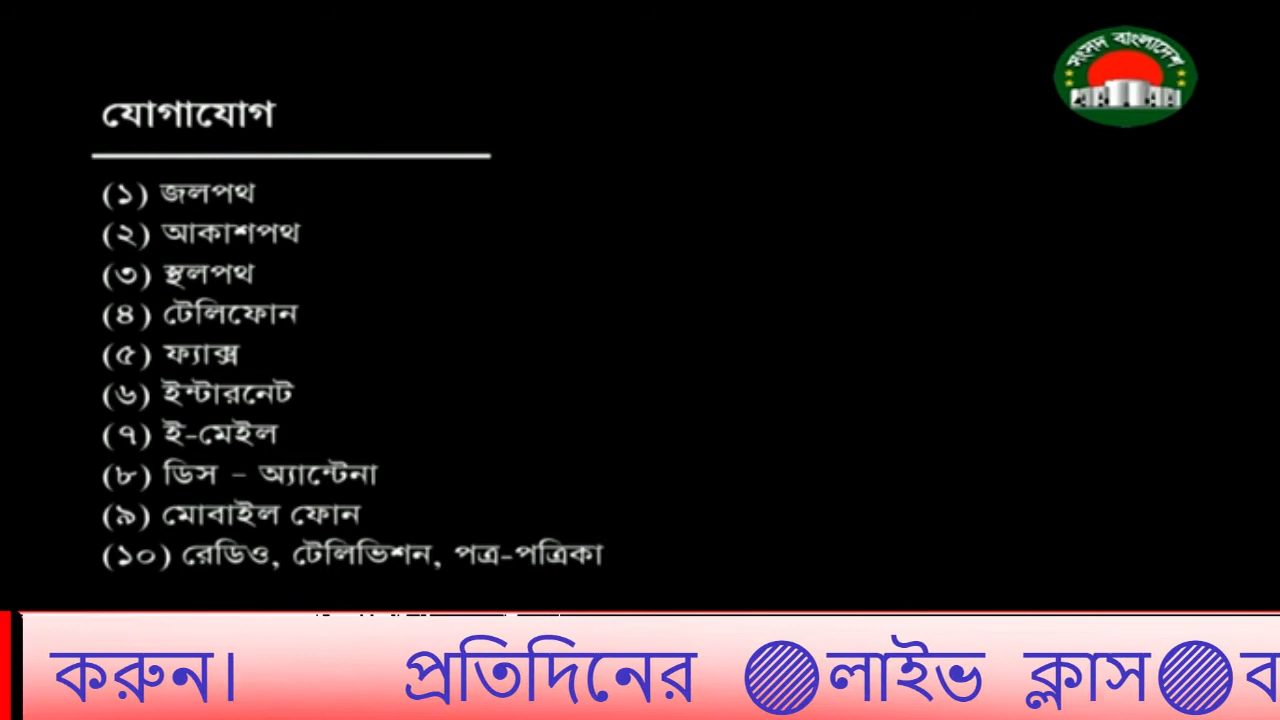 সংসদ বাংলাদেশ
যোগাযোগ
(১) জলপথ
(২) আকাশপথ
(৩) স্থলপথ
(৪) টেলিফোন
(৫) ফ্যাক্স
(৬) ইন্টারনেট
(৭) ই-মেইল
(৮) ডিস - অ্যান্টেনা
(৯) মোবাইল ফোন
(১০) রেডিও, টেলিভিশন, পত্র-পত্রিকা
করুন। প্রতিদিনের লাইভ ক্লাস